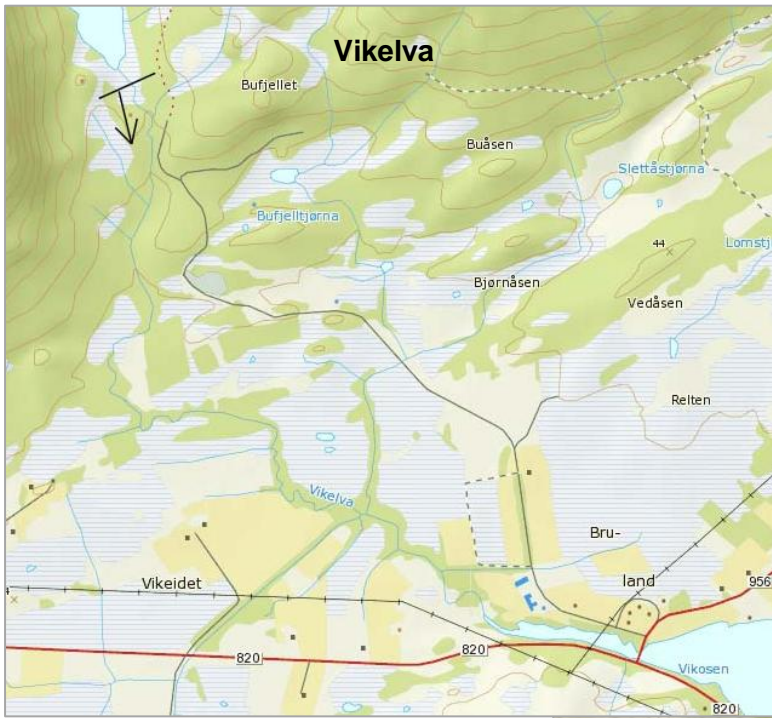 Vikelva
Bufjellet
Buåsen
Slettåstjørna
Bufjelltjørna
44
Lomstj
Bjørnåsen
Vedåsen
Relten
Vikelva
Bru-
land
Vikeidet
956
820
820
Vikosen
820